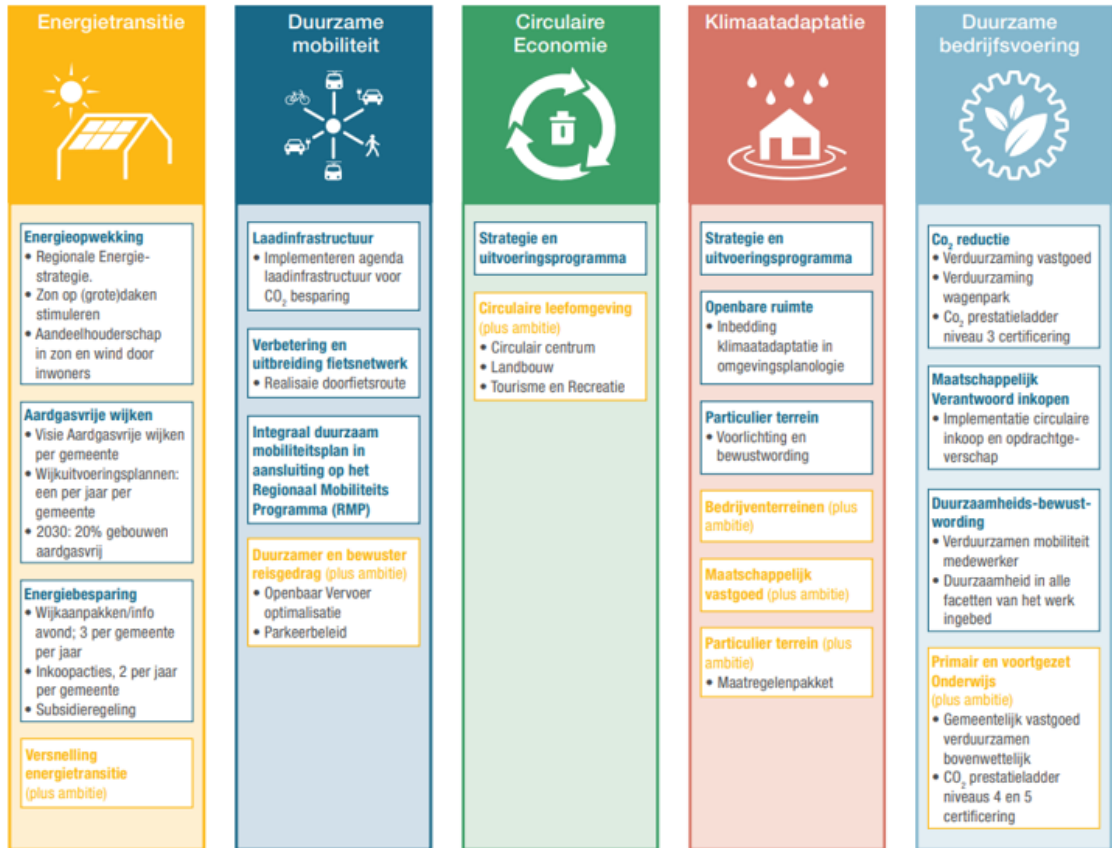 Energietransitie
Energieopwekking
• Regionale Energie-
strategie.
• Zon op (grote)daken
stimuleren
• Aandeelhouderschap
in zon en wind door
inwoners
Aardgasvrije wijken
• Visie Aardgasvrije wijken
per gemeente
• Wijkuitvoeringsplannen:
een per jaar per
gemeente
• 2030: 20% gebouwen
aardgasvrij
Energiebesparing
• Wijkaanpakken/info
avond; 3 per gemeente
per jaar
• Inkoopacties, 2 per jaar
per gemeente
• Subsidieregeling
Versnelling
energietransitie
(plus ambitie)
Duurzame
mobiliteit
Laadinfrastructuur
• Implementeren agenda
laadinfrastructuur voor
CO₂ besparing
Verbetering en
uitbreiding fietsnetwerk
• Realisaie doorfietsroute
Integraal duurzaam
mobiliteitsplan in
aansluiting op het
Regionaal Mobiliteits
Programma (RMP)
Duurzamer en bewuster
reisgedrag (plus ambitie)
• Openbaar Vervoer
optimalisatie
• Parkeerbeleid
Circulaire
Economie
Strategie en
uitvoeringsprogramma
Circulaire leefomgeving
(plus ambitie)
• Circulair centrum
• Landbouw
• Tourisme en Recreatie
Klimaatadaptatie
Strategie en
uitvoeringsprogramma
Openbare ruimte
• Inbedding
klimaatadaptatie in
omgevingsplanologie
Particulier terrein
• Voorlichting en
bewustwording
Bedrijventerreinen (plus
ambitie)
Maatschappelijk
vastgoed (plus ambitie)
Particulier terrein (plus
ambitie)
• Maatregelenpakket
Duurzame
bedrijfsvoering
Co₂ reductie
• Verduurzaming vastgoed
• Verduurzaming
wagenpark
• Co₂ prestatieladder
niveau 3 certificering
Maatschappelijk
Verantwoord inkopen
• Implementatie circulaire
inkoop en opdrachtge-
verschap
Duurzaamheids-bewust-
wording
• Verduurzamen mobiliteit
medewerker
• Duurzaamheid in alle
facetten van het werk
ingebed
Primair en voortgezet
Onderwijs
(plus ambitie)
• Gemeentelijk vastgoed
verduurzamen
bovenwettelijk
• CO₂ prestatieladder
niveaus 4 en 5
certificering